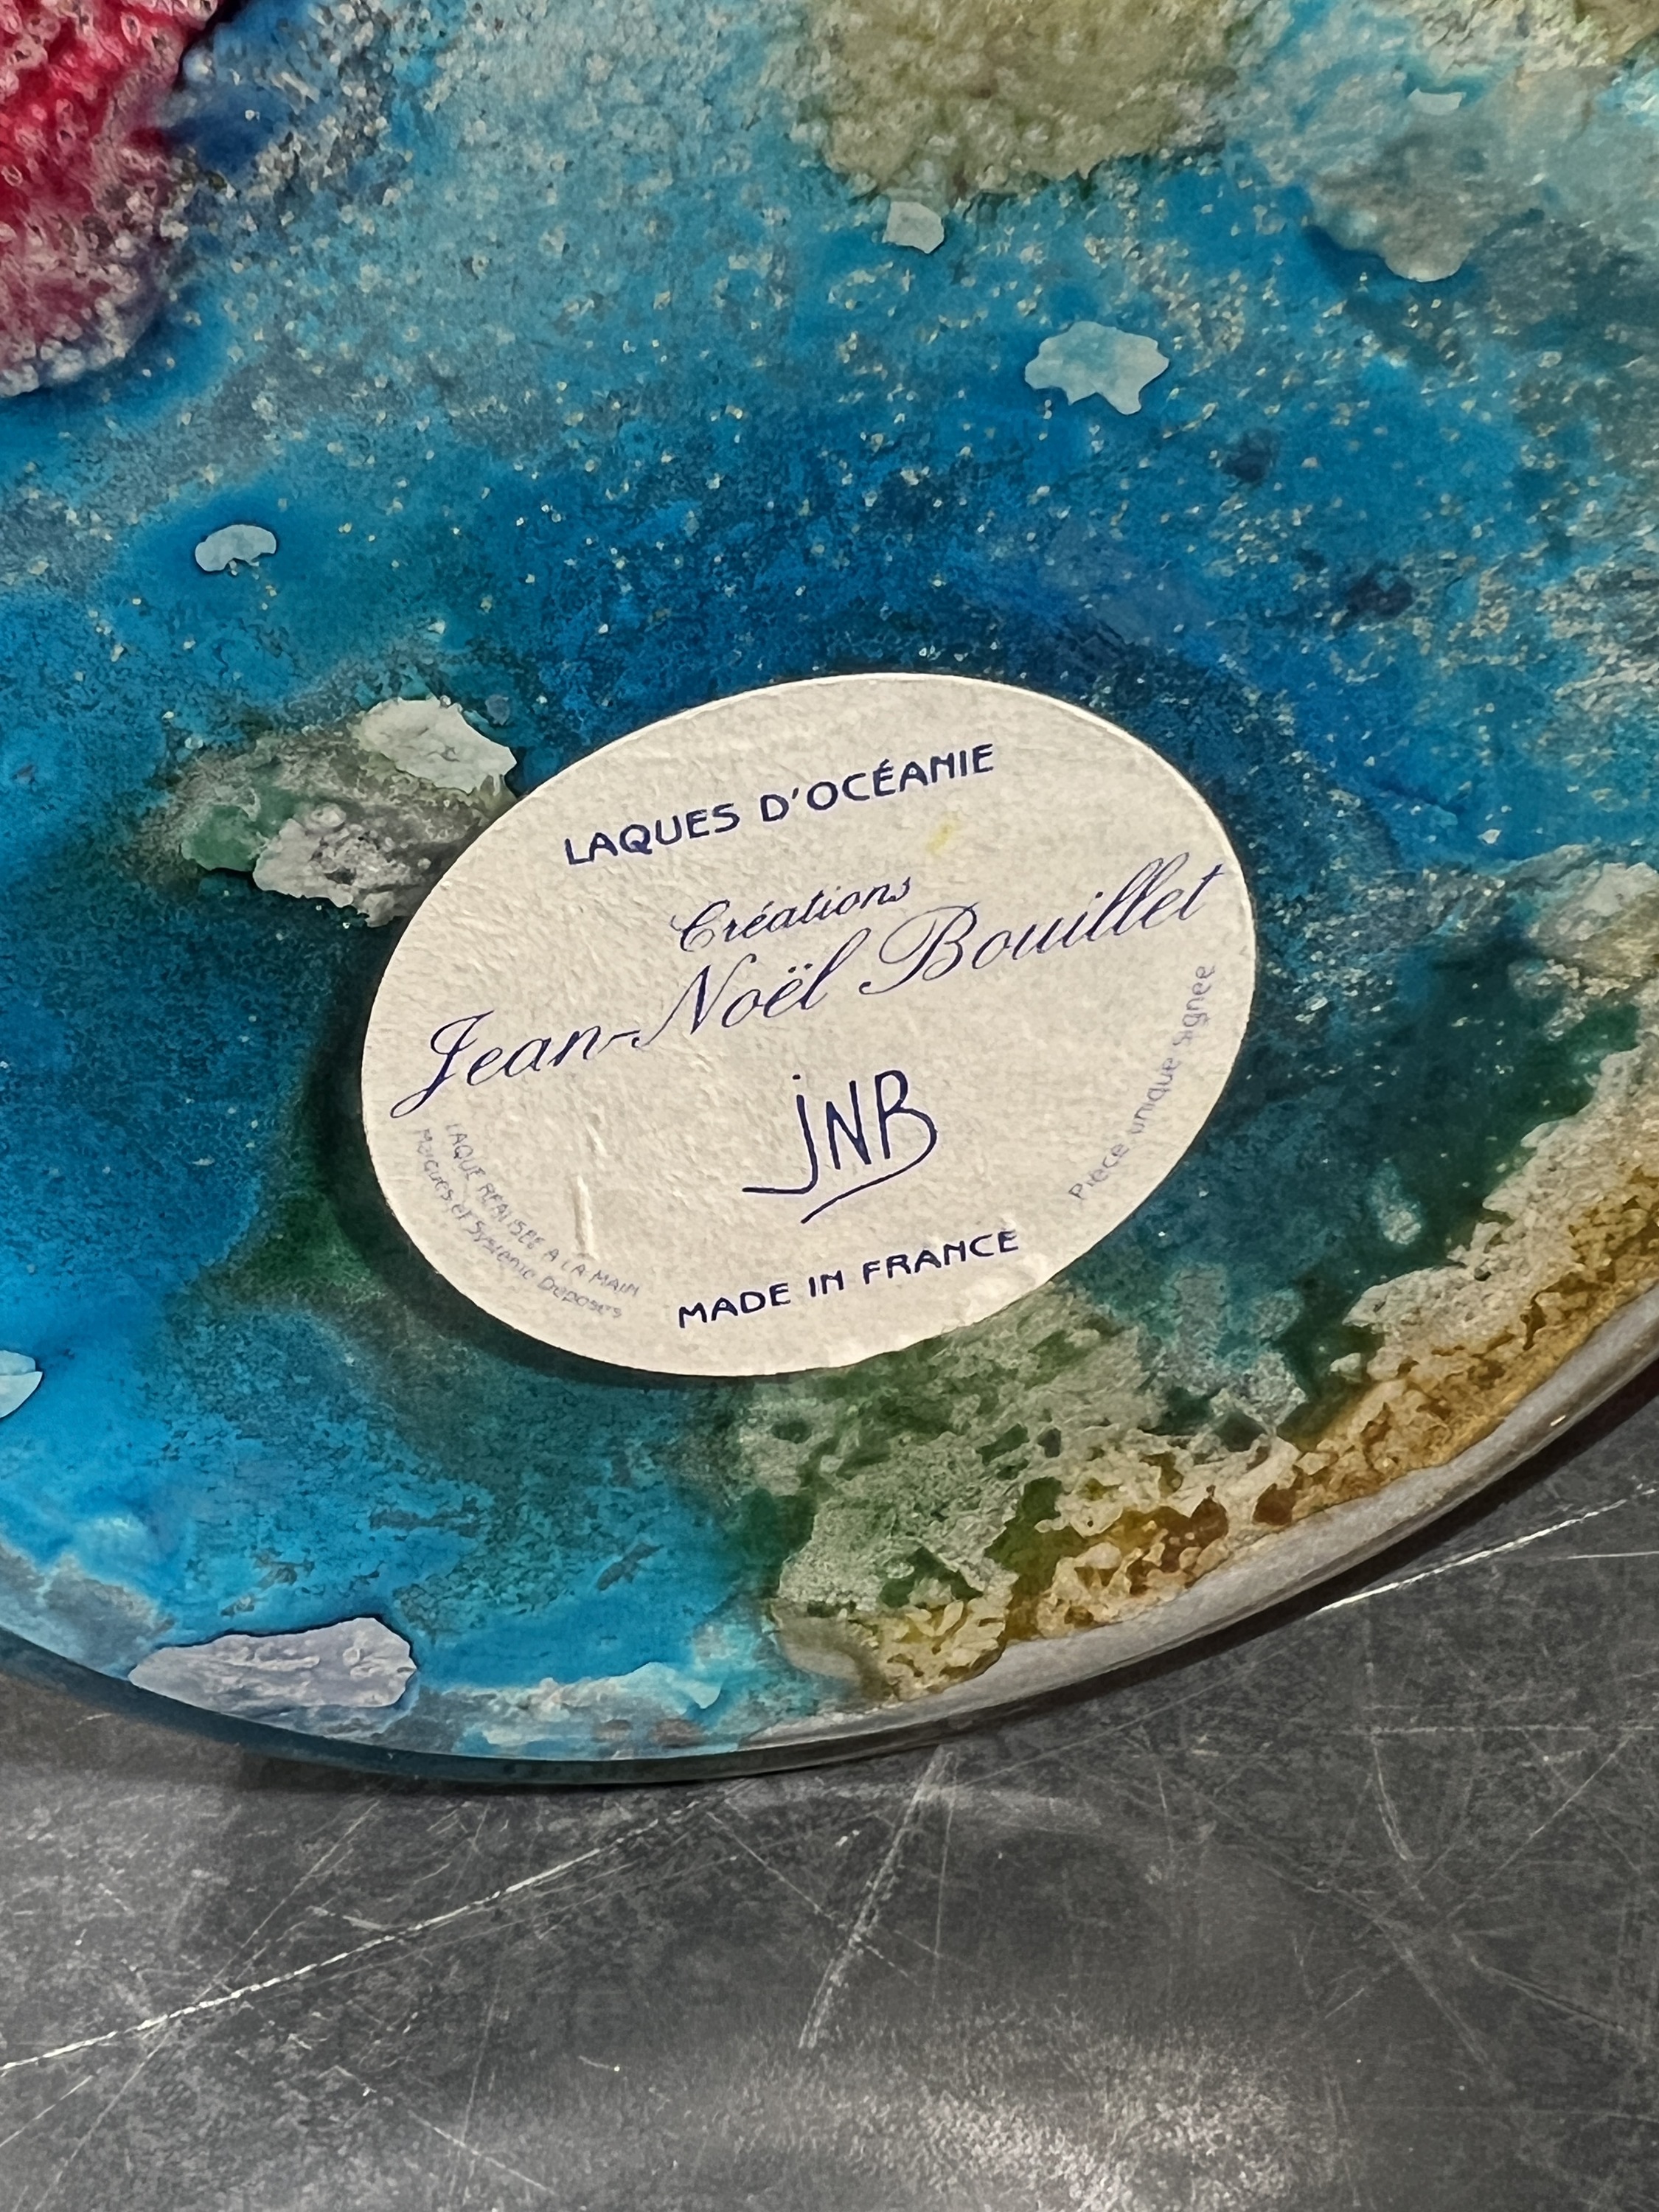 LAQUES D'OCÉANIE
Créations
Jean-Noël Bouillet
JNB
MADE IN FRANCE
LAQUE RÉALISÉE À LA MAIN
Marques et Système Déposés
Pièce unique signée